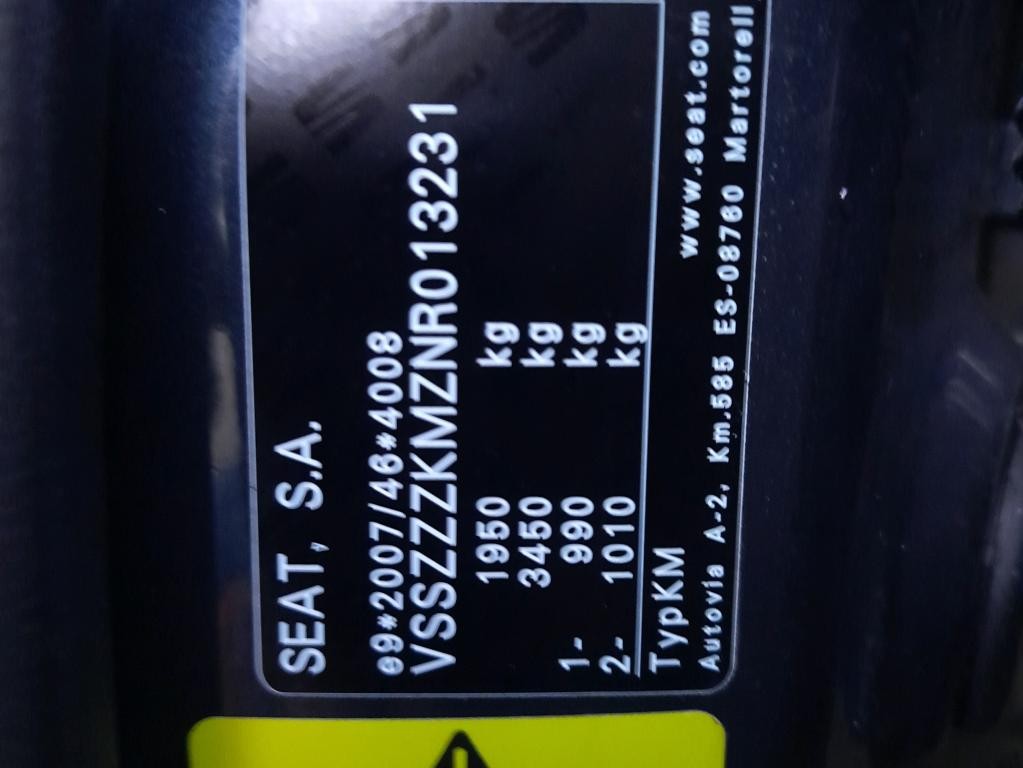 SEAT, S.A.
e9*2007/46*4008
VSSZZZKMZNR013231
1950 kg
3450 kg
1- 990 kg
2- 1010 kg
TypKM
www.seat.com
Autovia A-2, Km.585 ES-08760 Martorell